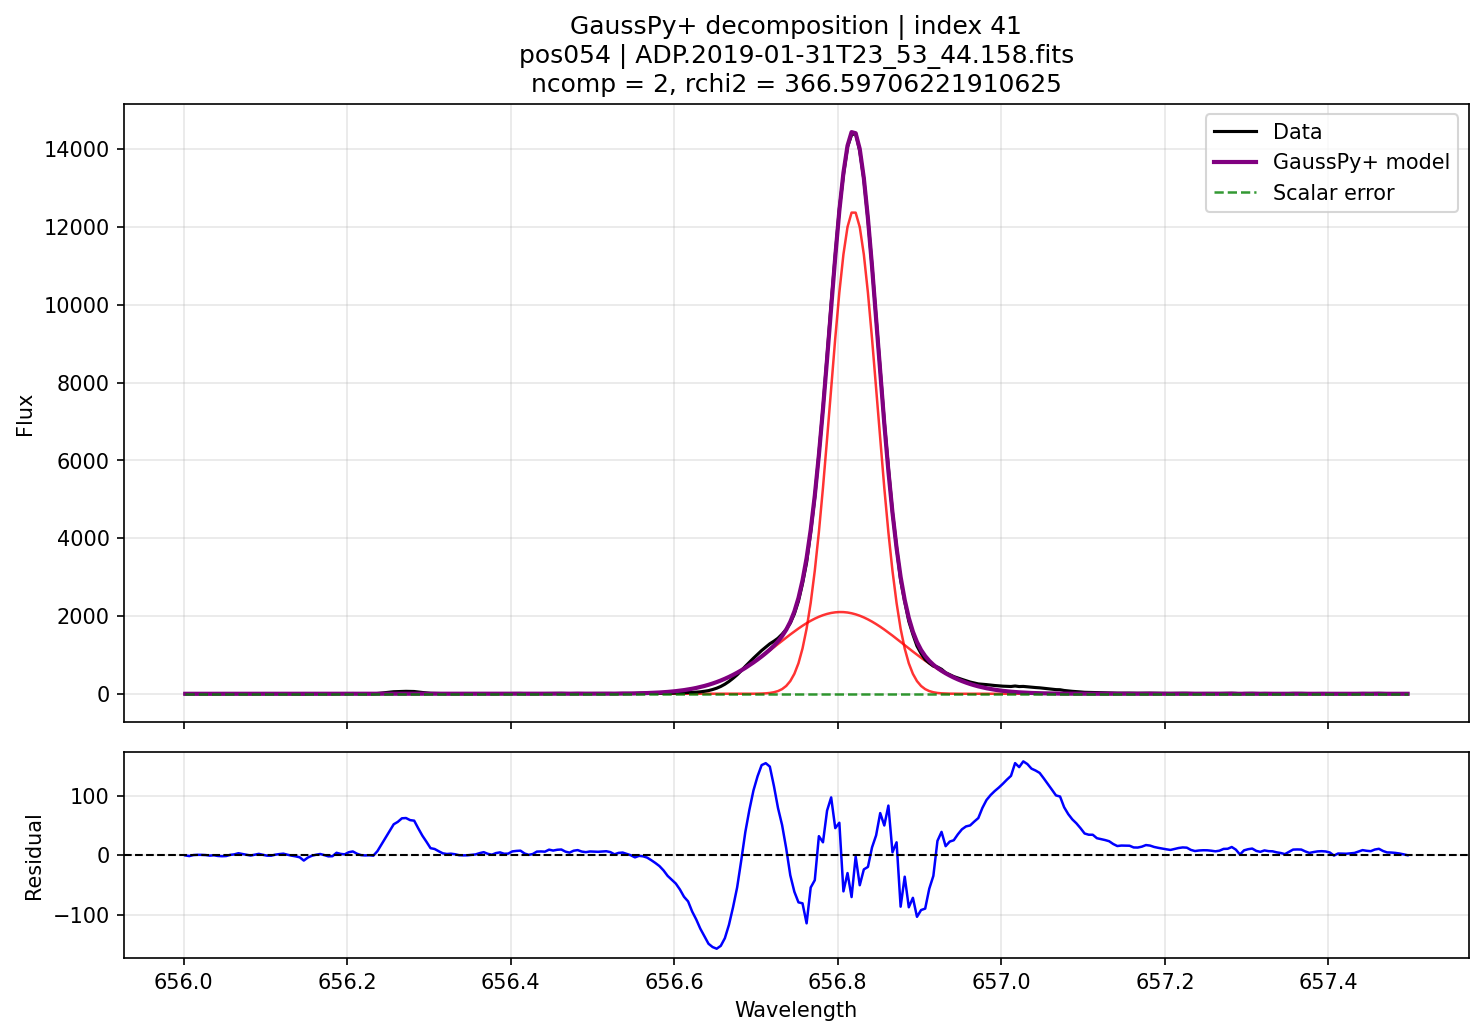 GaussPy+ decomposition | index 41
pos054 | ADP.2019-01-31T23_53_44.158.fits
ncomp = 2, rchi2 = 366.59706221910625
Data
GaussPy+ model
Scalar error
Flux
14000
12000
10000
8000
6000
4000
2000
0
Residual
100
0
−100
656.0
656.2
656.4
656.6
656.8
657.0
657.2
657.4
Wavelength